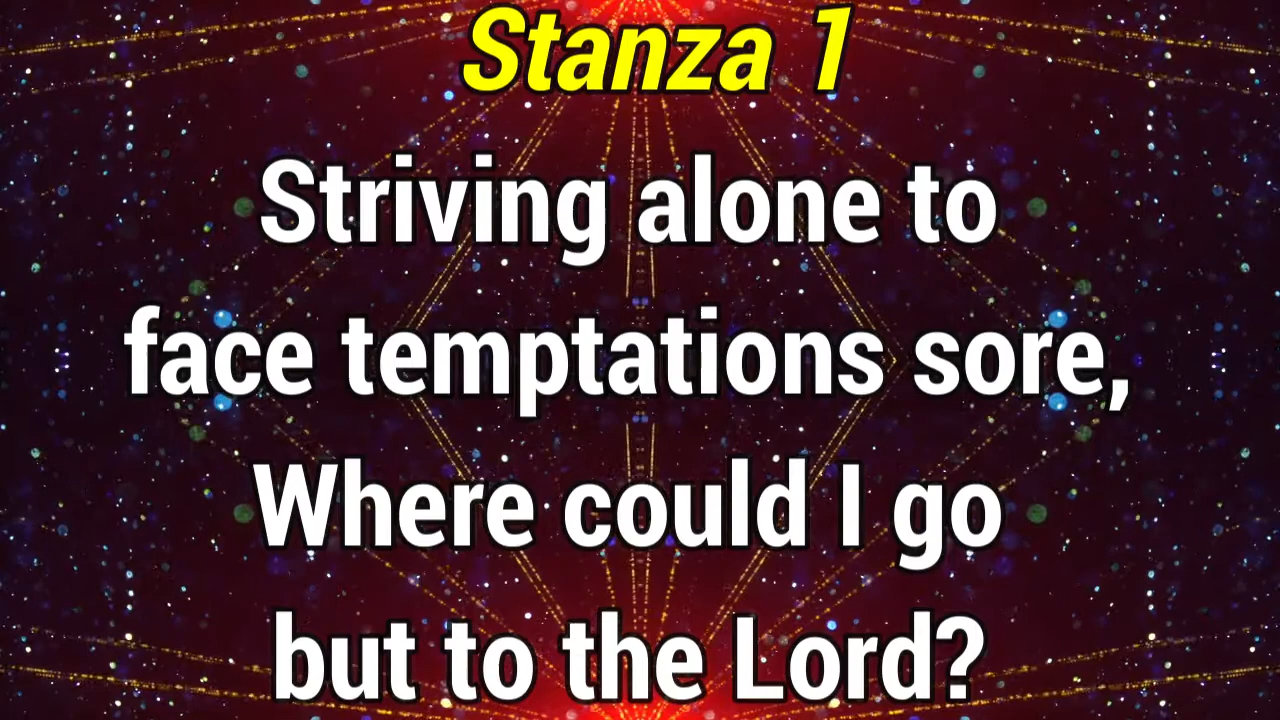 Stanza 1
Striving alone to
face temptations sore,
Where could I go
but to the Lord?